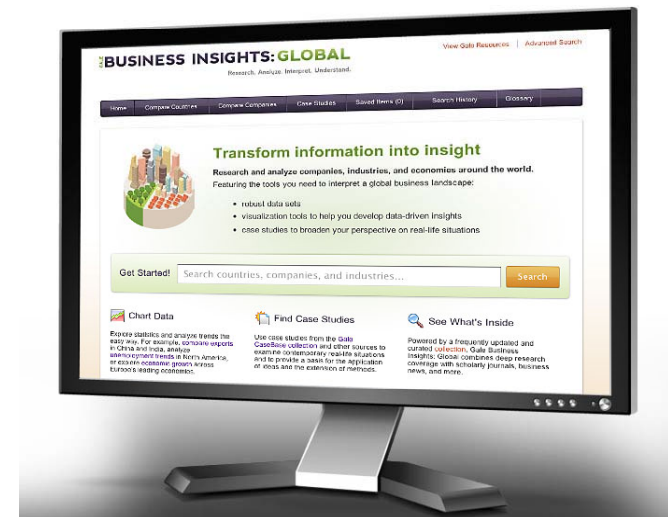 GALE
BUSINESS INSIGHTS: GLOBAL
Research. Analyze. Interpret. Understand.
View Gale Resources | Advanced Search
Home Compare Countries Compare Companies Case Studies Saved Items (0) Search History Glossary
Transform information into insight
Research and analyze companies, industries, and economies around the world.
Featuring the tools you need to interpret a global business landscape:
• robust data sets
• visualization tools to help you develop data-driven insights
• case studies to broaden your perspective on real-life situations
Get Started! Search countries, companies, and industries... Search
Chart Data
Explore statistics and analyze trends the
easy way. For example, compare exports
in China and India, analyze
unemployment trends in North America,
or explore economic growth across
Europe's leading economies.
Find Case Studies
Use case studies from the Gale
CaseBase collection and other sources to
examine contemporary real-life situations
and to provide a basis for the application
of ideas and the extension of methods.
See What's Inside
Powered by a frequently updated and
curated collection, Gale Business
Insights: Global combines deep research
coverage with scholarly journals, business
news, and more.